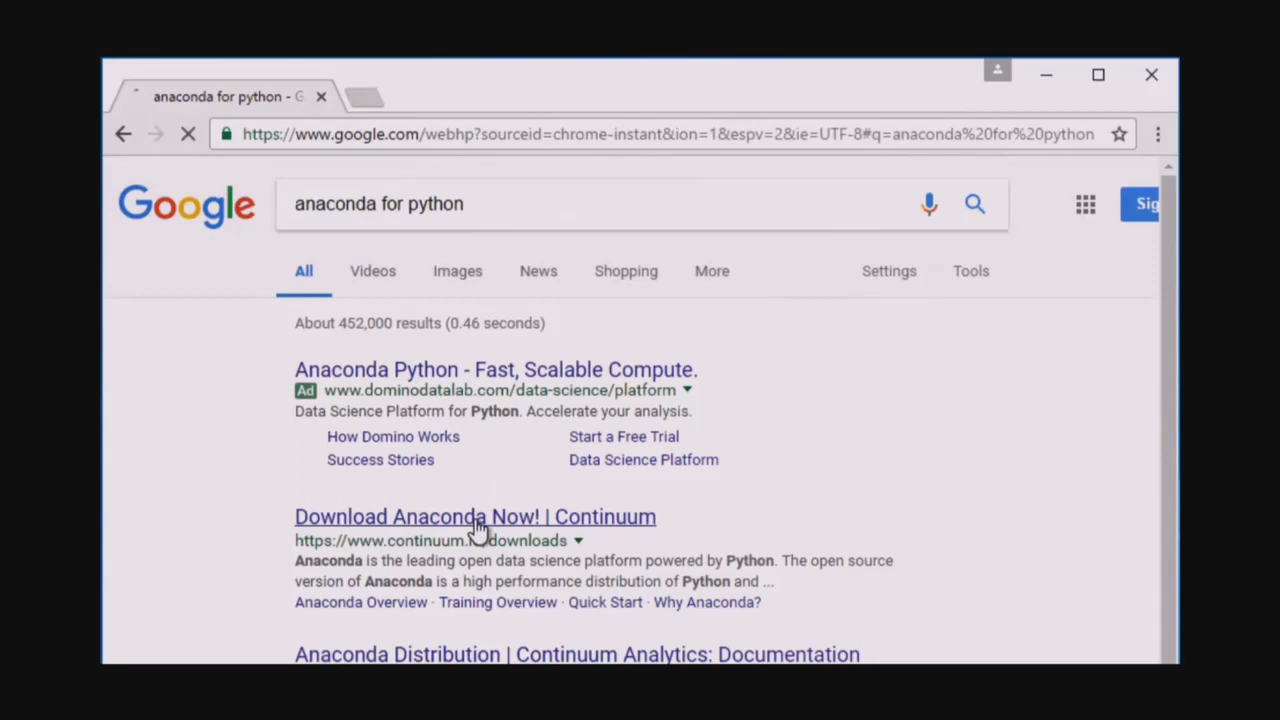 anaconda for python - G
https://www.google.com/webhp?sourceid=chrome-instant&ion=1&espv=2&ie=UTF-8#q=anaconda%20for%20python
Google anaconda for python Sig
All Videos Images News Shopping More Settings Tools
About 452,000 results (0.46 seconds)
Anaconda Python - Fast, Scalable Compute.
Ad www.dominodatalab.com/data-science/platform
Data Science Platform for Python. Accelerate your analysis.
How Domino Works Start a Free Trial
Success Stories Data Science Platform
Download Anaconda Now! | Continuum
https://www.continuum. downloads
Anaconda is the leading open data science platform powered by Python. The open source
version of Anaconda is a high performance distribution of Python and ...
Anaconda Overview · Training Overview · Quick Start · Why Anaconda?
Anaconda Distribution | Continuum Analytics: Documentation